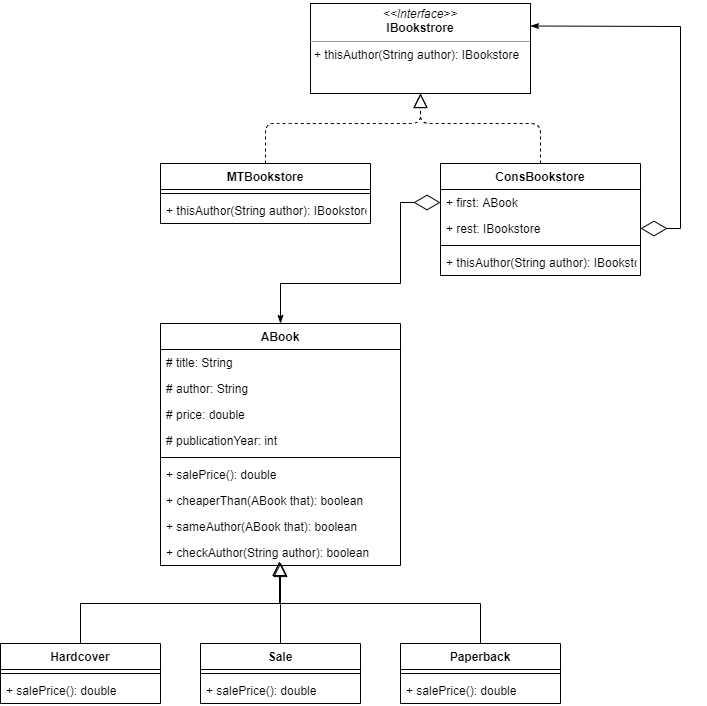 <<Interface>>
IBookstrore
+ thisAuthor(String author): IBookstore
MTBookstore
+ thisAuthor(String author): IBookstore
ConsBookstore
+ first: ABook
+ rest: IBookstore
+ thisAuthor(String author): IBooksto
ABook
# title: String
# author: String
# price: double
# publicationYear: int
+ salePrice(): double
+ cheaperThan(ABook that): boolean
+ sameAuthor(ABook that): boolean
+ checkAuthor(String author): boolean
Hardcover
+ salePrice(): double
Sale
+ salePrice(): double
Paperback
+ salePrice(): double